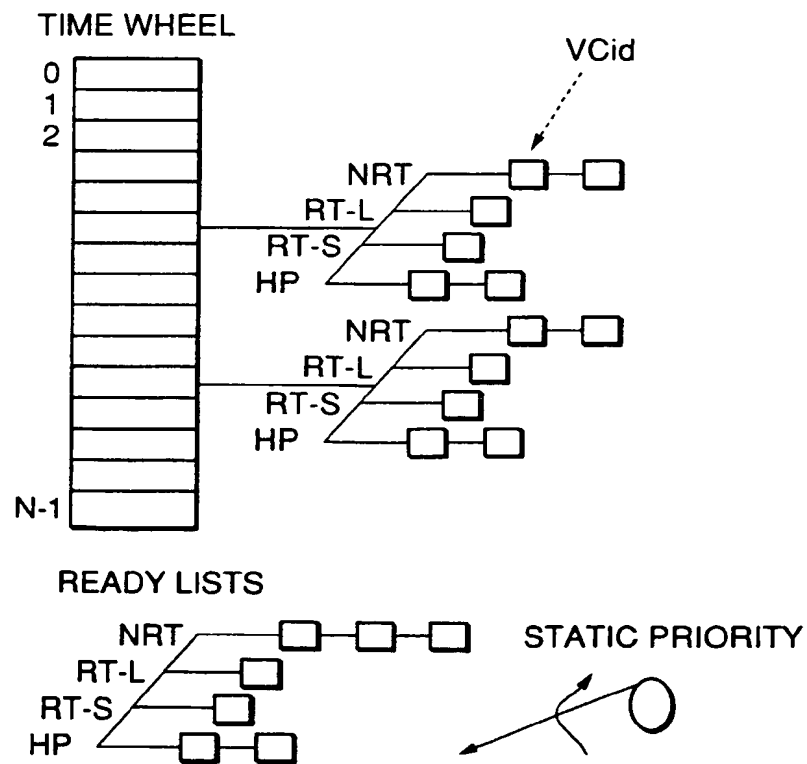 TIME WHEEL
0
1
2
N-1
VCid
NRT
RT-L
RT-S
HP
NRT
RT-L
RT-S
HP
READY LISTS
NRT
RT-L
RT-S
HP
STATIC PRIORITY